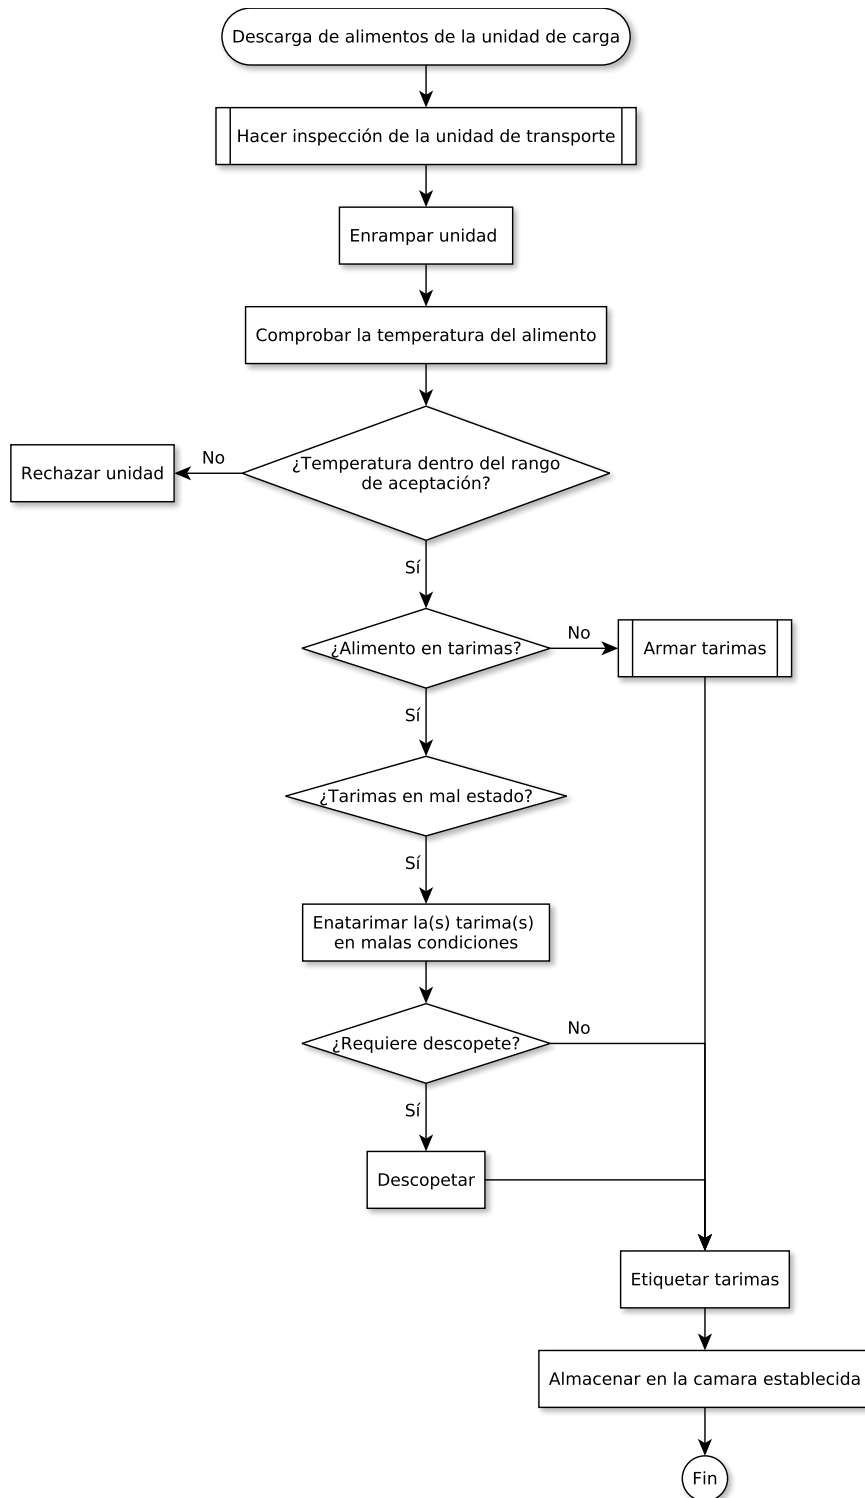 Descarga de alimentos de la unidad de carga
Hacer inspección de la unidad de transporte
Enrampar unidad
Comprobar la temperatura del alimento
¿Temperatura dentro del rango
de aceptación?
No
Rechazar unidad
Sí
¿Alimento en tarimas?
No
Armar tarimas
Sí
¿Tarimas en mal estado?
Sí
Enatarimar la(s) tarima(s)
en malas condiciones
¿Requiere descopete?
No
Sí
Descopetar
Etiquetar tarimas
Almacenar en la camara establecida
Fin